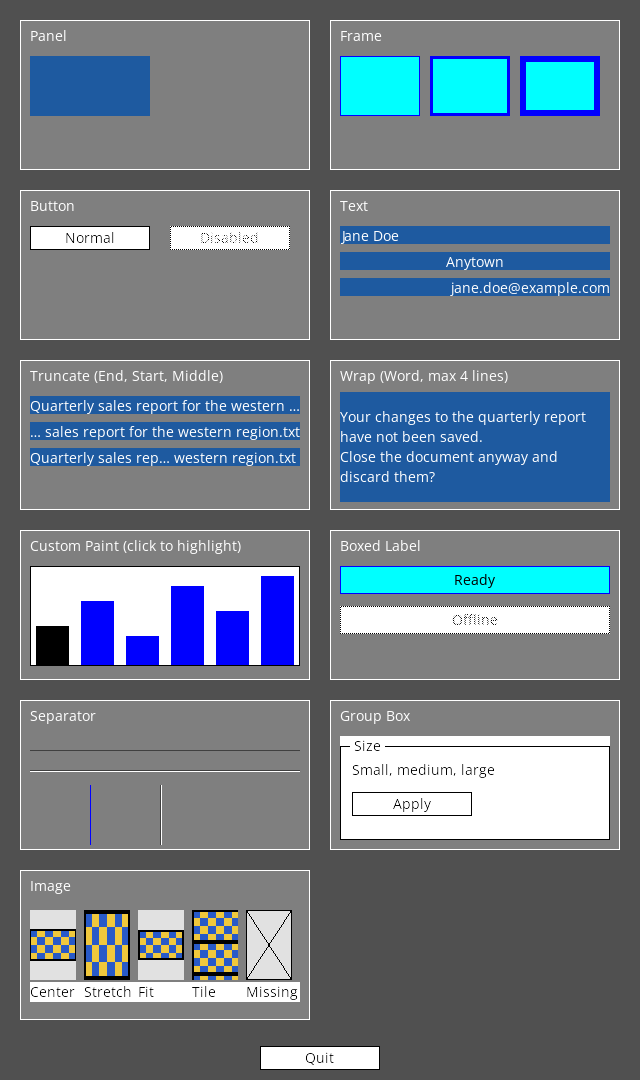 Panel
Frame
Button
Normal
Disabled
Text
Jane Doe
Anytown
jane.doe@example.com
Truncate (End, Start, Middle)
Quarterly sales report for the western ...
... sales report for the western region.txt
Quarterly sales rep... western region.txt
Wrap (Word, max 4 lines)
Your changes to the quarterly report
have not been saved.
Close the document anyway and
discard them?
Custom Paint (click to highlight)
Boxed Label
Ready
Offline
Separator
Group Box
Size
Small, medium, large
Apply
Image
Center Stretch Fit Tile Missing
Quit